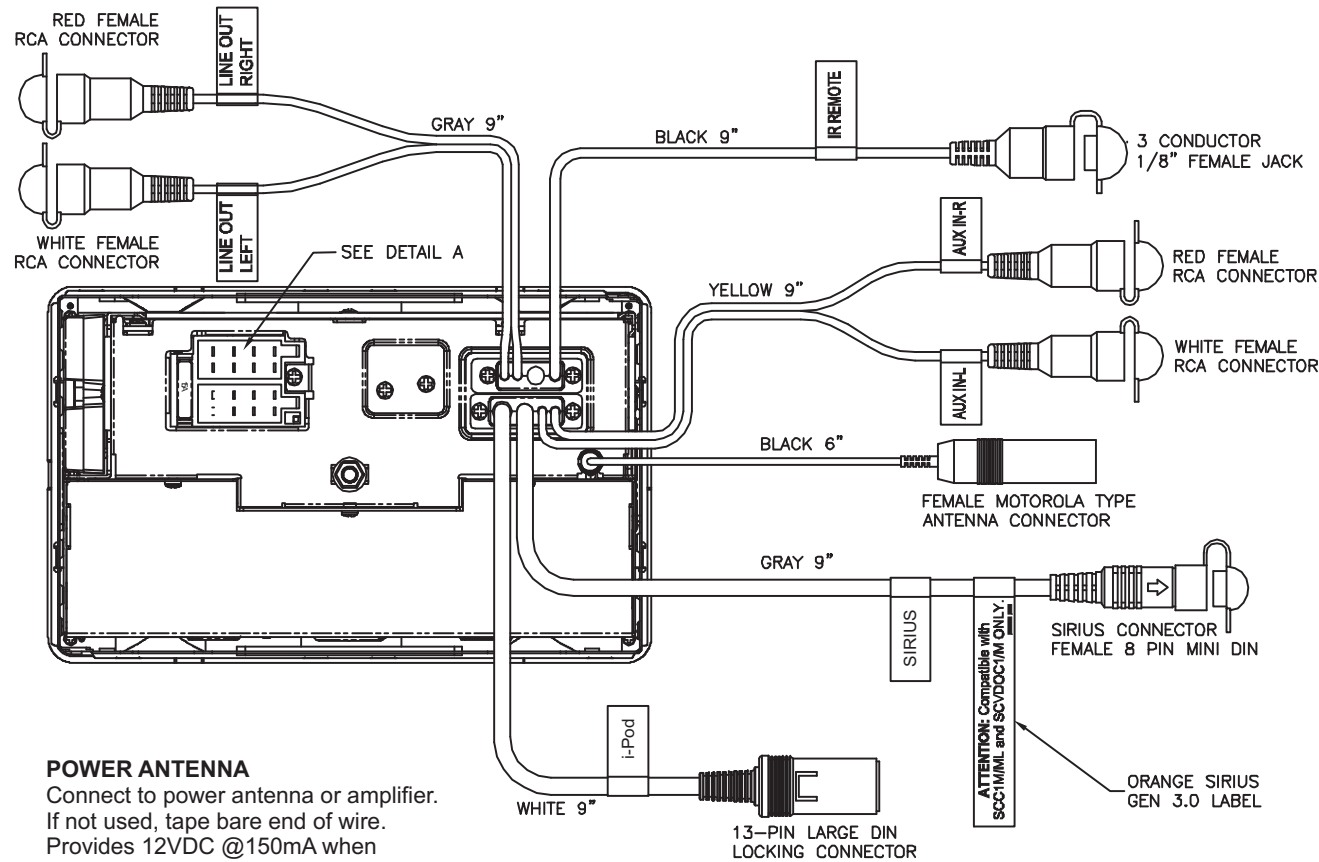 RED FEMALE
RCA CONNECTOR
LINE OUT
RIGHT
GRAY 9"
BLACK 9"
IR REMOTE
3 CONDUCTOR
1/8" FEMALE JACK
WHITE FEMALE
RCA CONNECTOR
LINE OUT
LEFT
SEE DETAIL A
AUX IN-R
RED FEMALE
RCA CONNECTOR
YELLOW 9"
WHITE FEMALE
RCA CONNECTOR
AUX IN-L
5A
BLACK 6"
FEMALE MOTOROLA TYPE
ANTENNA CONNECTOR
GRAY 9"
SIRIUS
SIRIUS CONNECTOR
FEMALE 8 PIN MINI DIN
ATTENTION: Compatible with
SCC1M/ML and SCVDOC1/M ONLY.
ORANGE SIRIUS
GEN 3.0 LABEL
i-Pod
WHITE 9"
13-PIN LARGE DIN
LOCKING CONNECTOR
POWER ANTENNA
Connect to power antenna or amplifier.
If not used, tape bare end of wire.
Provides 12VDC @150mA when